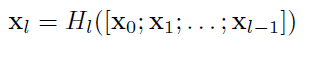 x_l = H_l([x_0; x_1; . . . ; x_{l−1}])